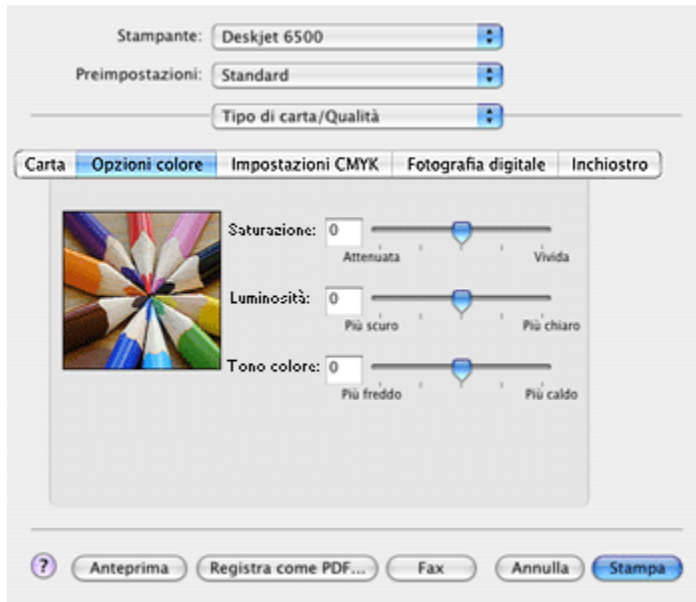 Stampante: Deskjet 6500
Preimpostazioni: Standard
Tipo di carta/Qualità
Carta Opzioni colore Impostazioni CMYK Fotografia digitale Inchiostro
Saturazione: 0
Attenuata Vivida
Luminosità: 0
Più scuro Più chiaro
Tono colore: 0
Più freddo Più caldo
? Anteprima Registra come PDF... Fax Annulla Stampa